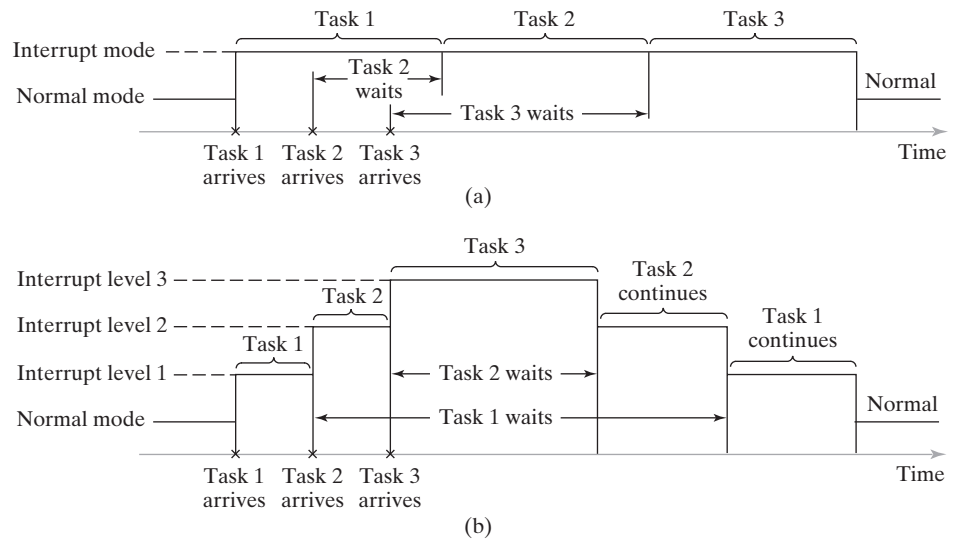 Task 1
Task 2
Task 3
Interrupt mode
Task 2
waits
Normal mode
Normal
Task 3 waits
Task 1
arrives
Task 2
arrives
Task 3
arrives
Time
(a)
Task 3
Interrupt level 3
Task 2
continues
Task 2
Interrupt level 2
Task 1
continues
Task 1
Interrupt level 1
Task 2 waits
Normal mode
Task 1 waits
Normal
Task 1
arrives
Task 2
arrives
Task 3
arrives
Time
(b)